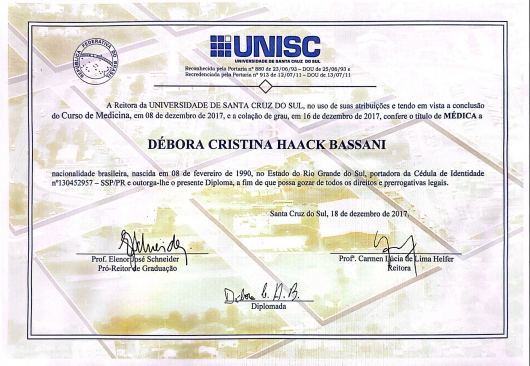 REPÚBLICA FEDERATIVA DO BRASIL
UNISC
UNIVERSIDADE DE SANTA CRUZ DO SUL
Reconhecida pela Portaria nº 880 de 23/06/93 – DOU de 25/06/93 e
Recredenciada pela Portaria nº 913 de 12/07/11 – DOU de 13/07/11
A Reitora da UNIVERSIDADE DE SANTA CRUZ DO SUL, no uso de suas atribuições e tendo em vista a conclusão
do Curso de Medicina, em 08 de dezembro de 2017, e a colação de grau, em 16 de dezembro de 2017, confere o título de MÉDICA a
DÉBORA CRISTINA HAACK BASSANI
nacionalidade brasileira, nascida em 08 de fevereiro de 1990, no Estado do Rio Grande do Sul, portadora da Cédula de Identidade
nº130452957 – SSP/PR e outorga-lhe o presente Diploma, a fim de que possa gozar de todos os direitos e prerrogativas legais.
Santa Cruz do Sul, 18 de dezembro de 2017.
Prof. Elenor José Schneider
Pró-Reitor de Graduação
Profª. Carmen Lúcia de Lima Helfer
Reitora
Débora C. H. B.
Diplomada